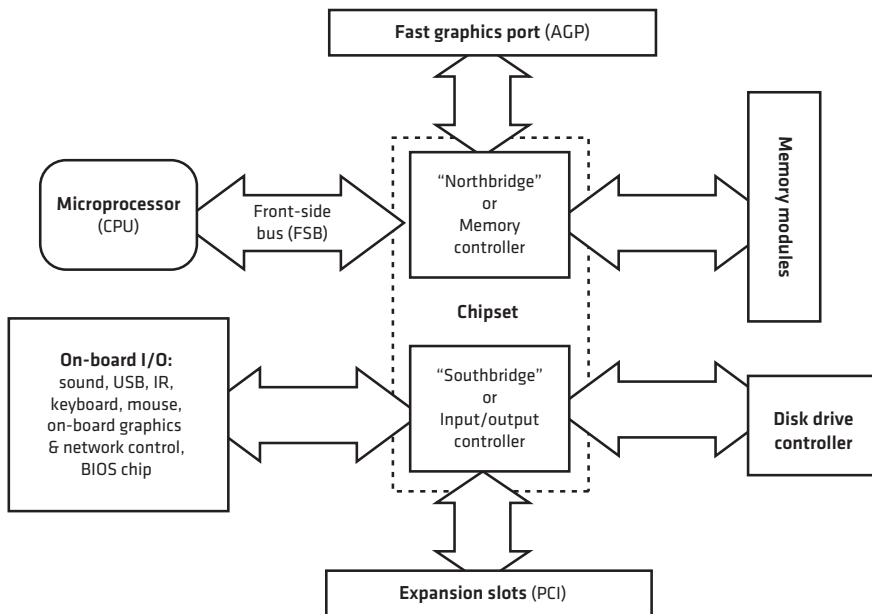 Fast graphics port (AGP)
Microprocessor
(CPU)
Front-side
bus (FSB)
“Northbridge”
or
Memory
controller
Memory modules
Chipset
On-board I/O:
sound, USB, IR,
keyboard, mouse,
on-board graphics
& network control,
BIOS chip
“Southbridge”
or
Input/output
controller
Disk drive
controller
Expansion slots (PCI)